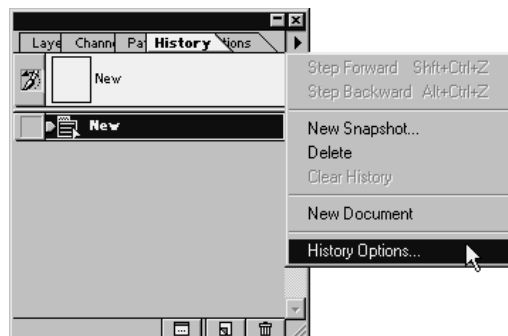 Laye Chann Pat History tions
New
New
Step Forward Shft+Ctrl+Z
Step Backward Alt+Ctrl+Z
New Snapshot...
Delete
Clear History
New Document
History Options...